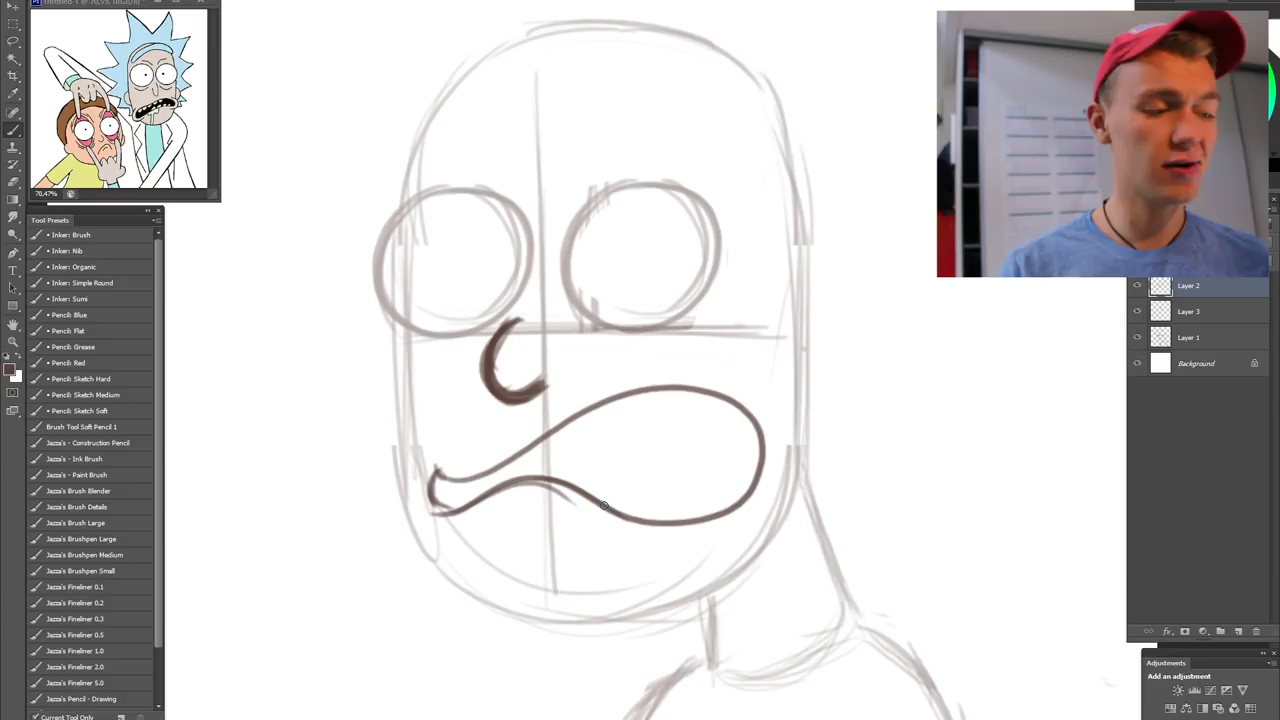 70,47%
Tool Presets
• Inker: Brush
• Inker: Nib
• Inker: Organic
• Inker: Simple Round
• Inker: Sumi
• Pencil: Blue
• Pencil: Flat
• Pencil: Grease
• Pencil: Red
• Pencil: Sketch Hard
• Pencil: Sketch Medium
• Pencil: Sketch Soft
Brush Tool Soft Pencil 1
Jazza's - Construction Pencil
Jazza's - Ink Brush
Jazza's - Paint Brush
Jazza's Brush Blender
Jazza's Brush Details
Jazza's Brush Large
Jazza's Brushpen Large
Jazza's Brushpen Medium
Jazza's Brushpen Small
Jazza's Fineliner 0.1
Jazza's Fineliner 0.2
Jazza's Fineliner 0.3
Jazza's Fineliner 0.5
Jazza's Fineliner 1.0
Jazza's Fineliner 2.0
Jazza's Fineliner 5.0
Jazza's Pencil - Drawing
Current Tool Only
Layer 2
Layer 3
Layer 1
Background
fx
Adjustments
Add an adjustment